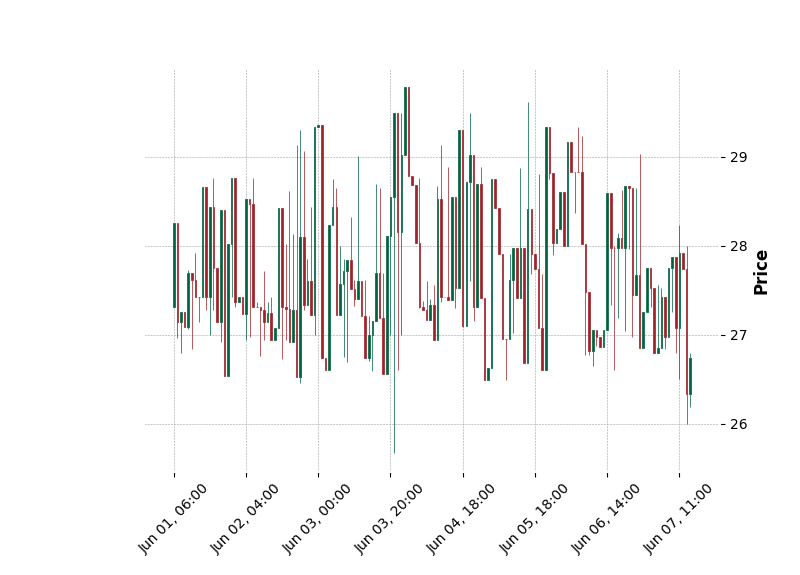 29
28
27
26
Price
Jun 01, 06:00
Jun 02, 04:00
Jun 03, 00:00
Jun 03, 20:00
Jun 04, 18:00
Jun 05, 18:00
Jun 06, 14:00
Jun 07, 11:00